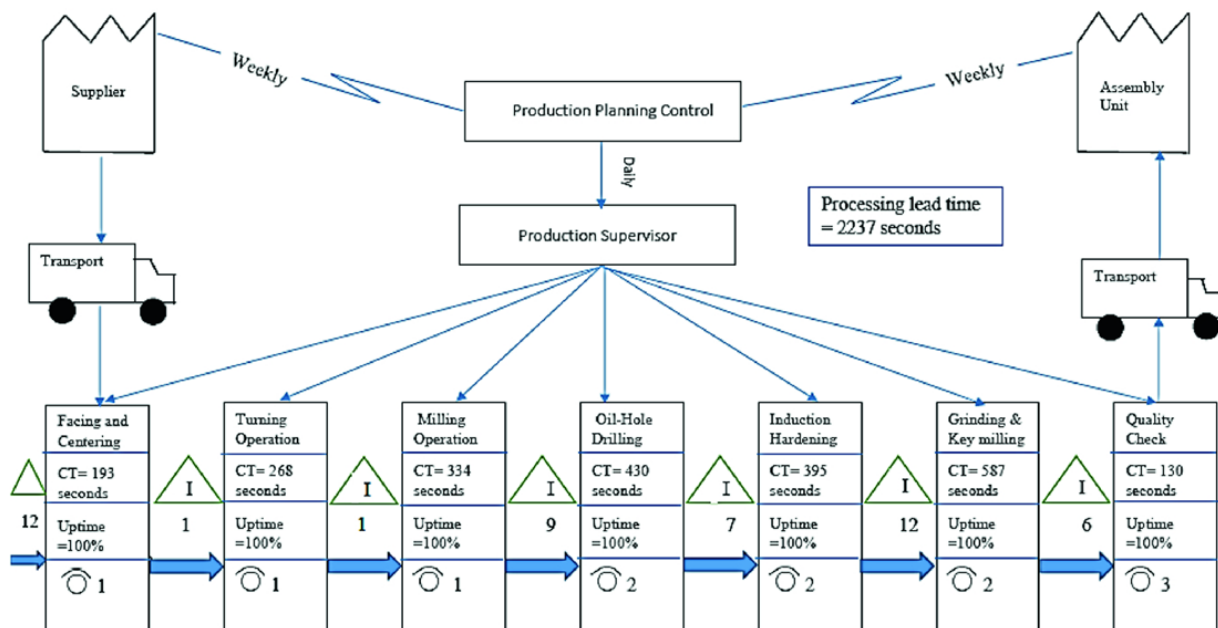 Supplier
Weekly
Production Planning Control
Weekly
Assembly
Unit
Daily
Processing lead time
= 2237 seconds
Production Supervisor
Transport
Transport
Facing and
Centering
CT= 193
seconds
Uptime
=100%
1
Turning
Operation
CT= 268
seconds
Uptime
=100%
1
Milling
Operation
CT= 334
seconds
Uptime
=100%
1
Oil-Hole
Drilling
CT= 430
seconds
Uptime
=100%
2
Induction
Hardening
CT= 395
seconds
Uptime
=100%
2
Grinding &
Key milling
CT= 587
seconds
Uptime
=100%
2
Quality
Check
CT= 130
seconds
Uptime
=100%
3
12
I
1
I
1
I
9
I
7
I
12
I
6